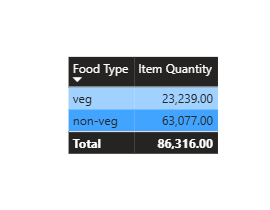 Food Type Item Quantity
veg 23,239.00
non-veg 63,077.00
Total 86,316.00